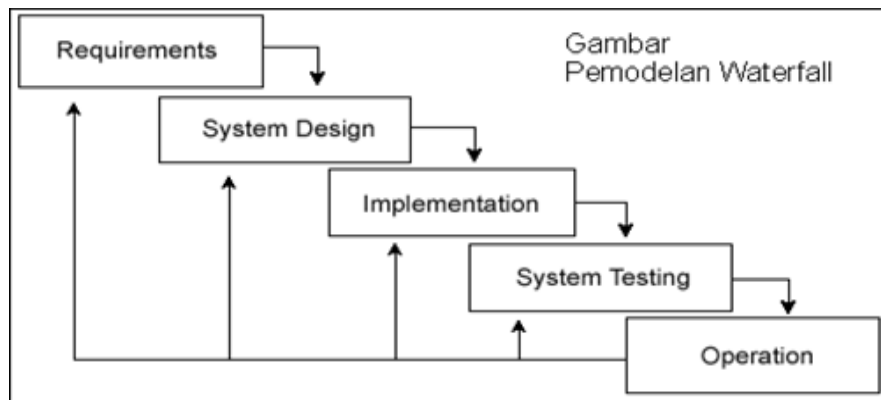 Requirements
Gambar
Pemodelan Waterfall
System Design
Implementation
System Testing
Operation